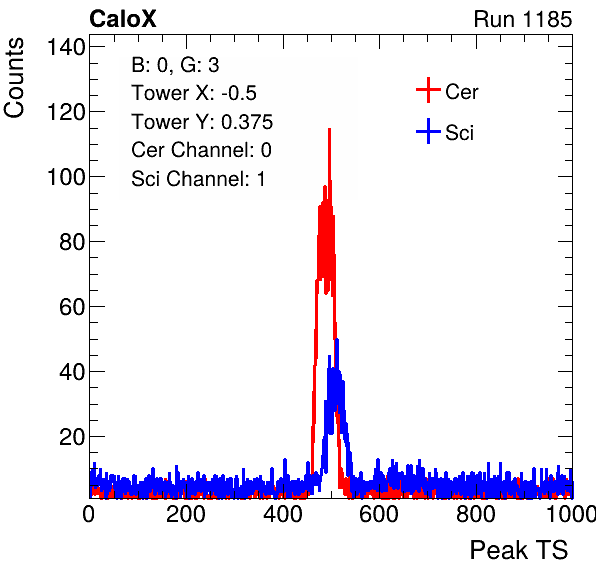 CaloX Run 1185
Counts
140
120
100
80
60
40
20
B: 0, G: 3
Tower X: -0.5
Tower Y: 0.375
Cer Channel: 0
Sci Channel: 1
Cer
Sci
0 200 400 600 800 1000
Peak TS